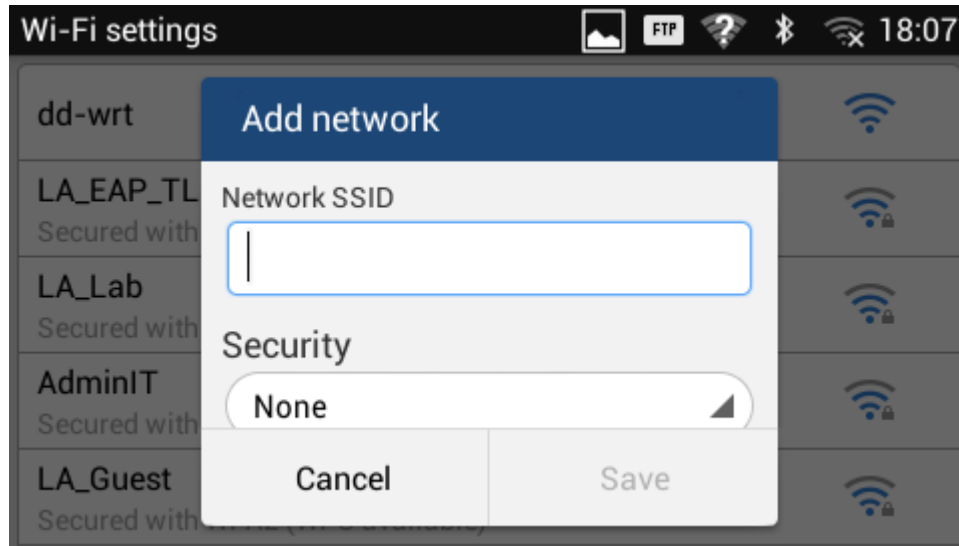 Wi-Fi settings FTP 18:07
dd-wrt
Add network
LA_EAP_TL
Secured with
Network SSID
LA_Lab
Secured with
Security
AdminIT
Secured with
None
LA_Guest
Cancel Save
Secured with